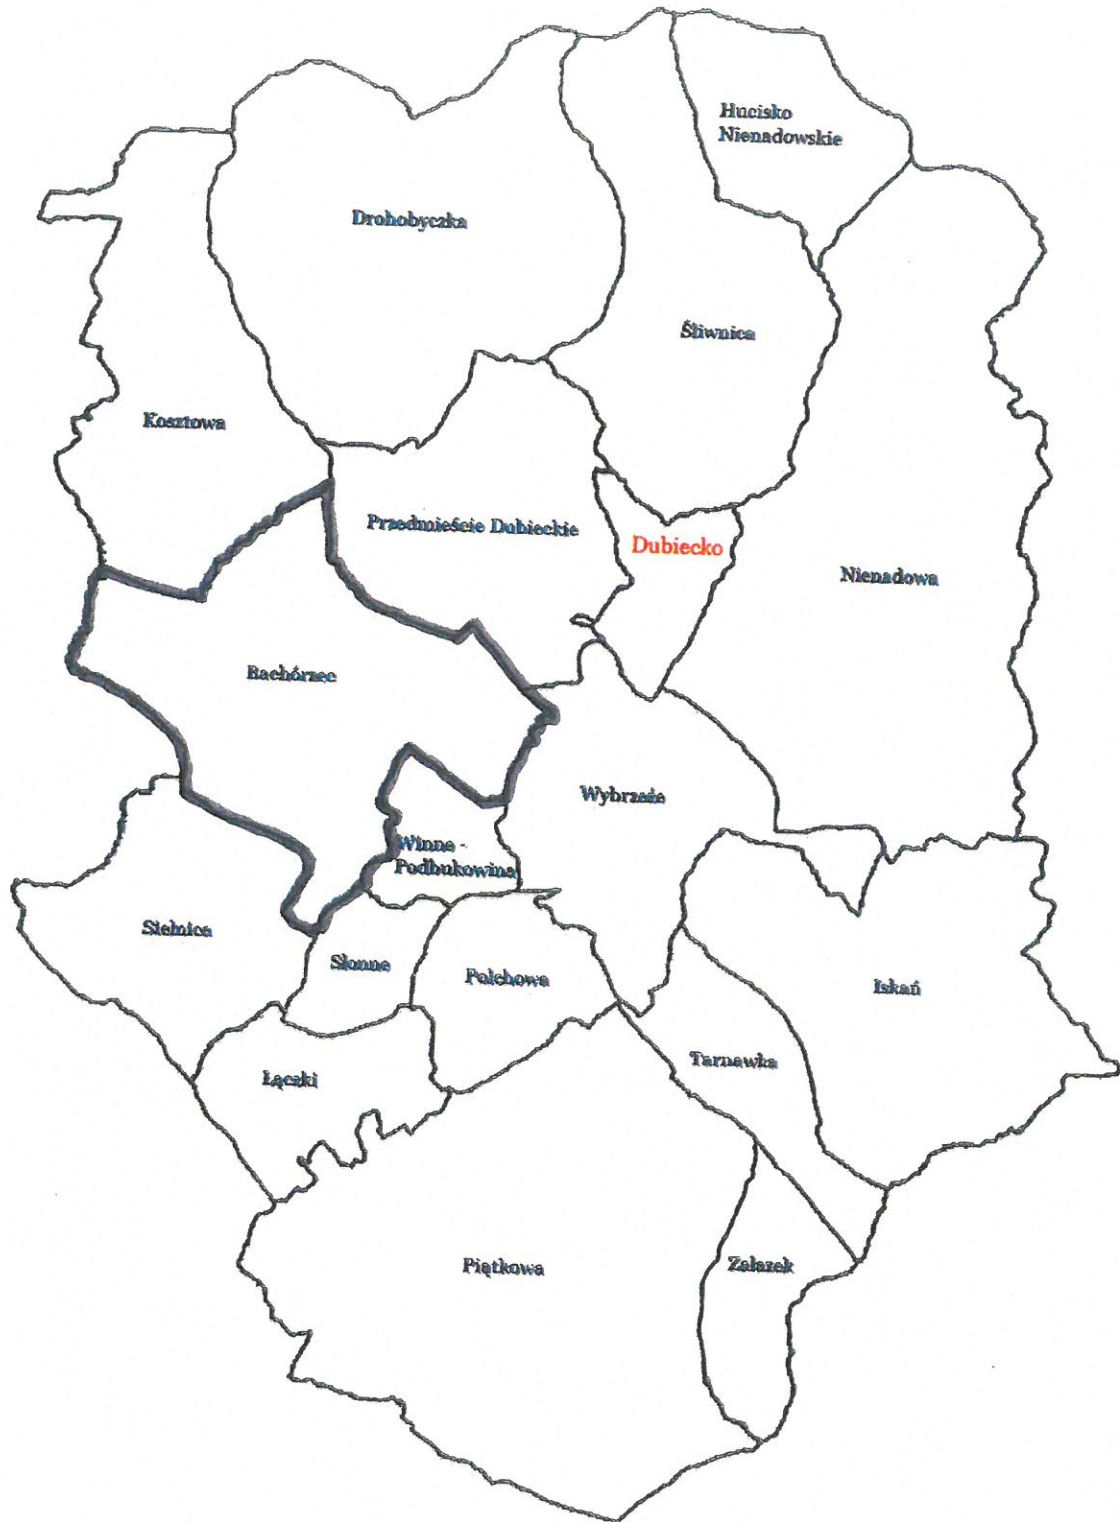 Hucisko
Nienadowskie
Drohobyczka
Śliwnica
Kosztowa
Przedmieście Dubieckie
Dubiecko
Nienadowa
Bachórzec
Wybrzeże
Winne -
Podbukowina
Sielnica
Słonne
Polchowa
Iskań
Tarnawka
Łączki
Piątkowa
Załazek